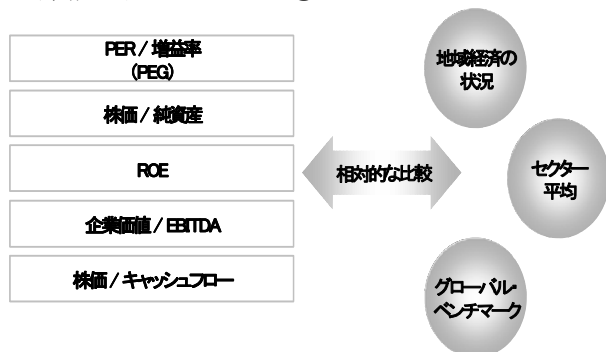 PER / 増益率
(PEG)
株価 / 純資産
ROE
企業価値 / EBITDA
株価 / キャッシュフロー
相対的な比較
地域経済の
状況
セクター
平均
グローバル・
ベンチマーク